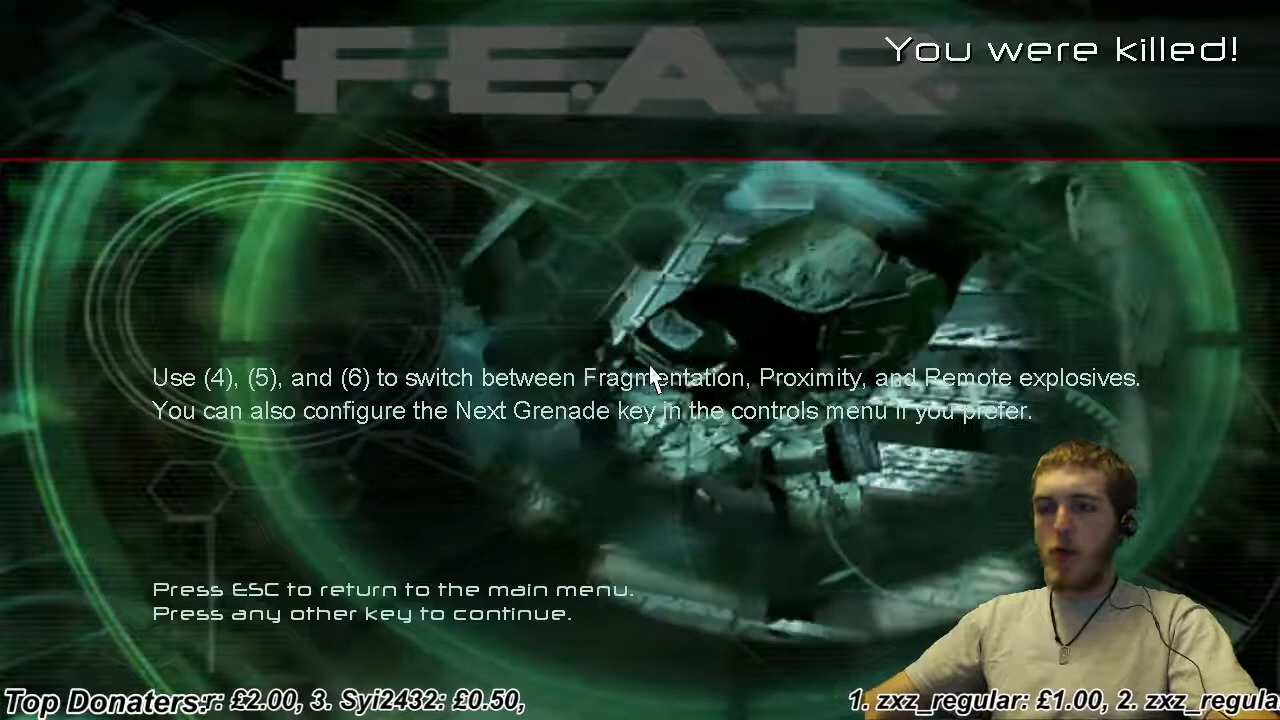 F.E.A.R.
You were killed!
Use (4), (5), and (6) to switch between Fragmentation, Proximity, and Remote explosives.
You can also configure the Next Grenade key in the controls menu if you prefer.
Press ESC to return to the main menu.
Press any other key to continue.
Top Donaters: r: £2.00, 3. Syi2432: £0.50, 1. zxz_regular: £1.00, 2. zxz_regula